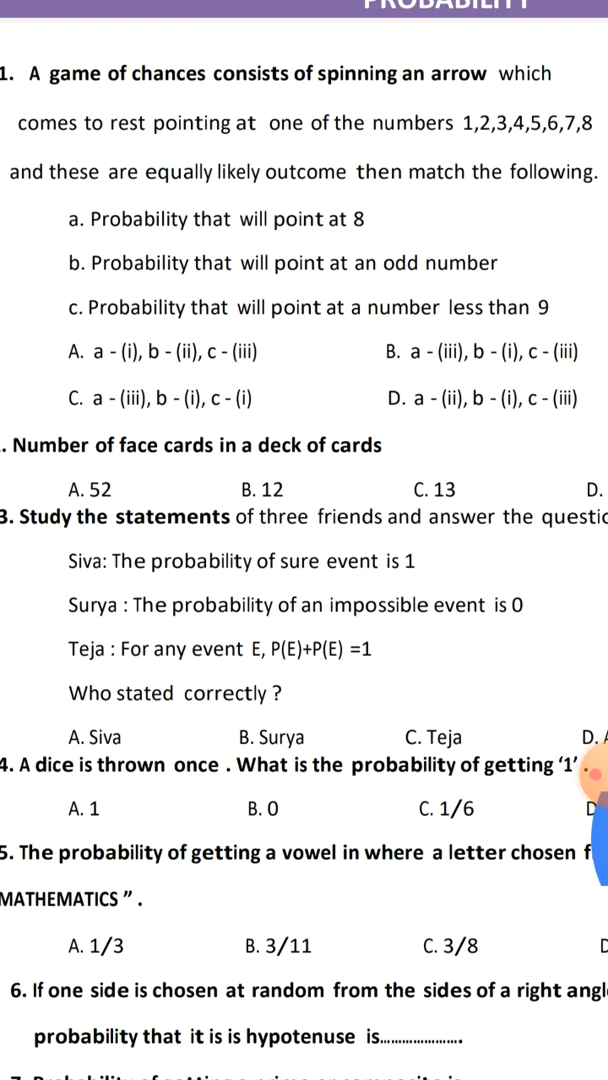 PROBABILITY
1. A game of chances consists of spinning an arrow which
comes to rest pointing at one of the numbers 1,2,3,4,5,6,7,8
and these are equally likely outcome then match the following.
a. Probability that will point at 8
b. Probability that will point at an odd number
c. Probability that will point at a number less than 9
A. a - (i), b - (ii), c - (iii) B. a - (iii), b - (i), c - (iii)
C. a - (iii), b - (i), c - (i) D. a - (ii), b - (i), c - (iii)
. Number of face cards in a deck of cards
A. 52 B. 12 C. 13 D.
3. Study the statements of three friends and answer the
Siva: The probability of sure event is 1
Surya : The probability of an impossible event is 0
Teja : For any event E, P(E)+P(E) =1
Who stated correctly ?
A. Siva B. Surya C. Teja D.
4. A dice is thrown once . What is the probability of getting ‘1’ .
A. 1 B. 0 C. 1/6
5. The probability of getting a vowel in where a letter chosen
MATHEMATICS ” .
A. 1/3 B. 3/11 C. 3/8
6. If one side is chosen at random from the sides of a right
probability that it is is hypotenuse is.....................